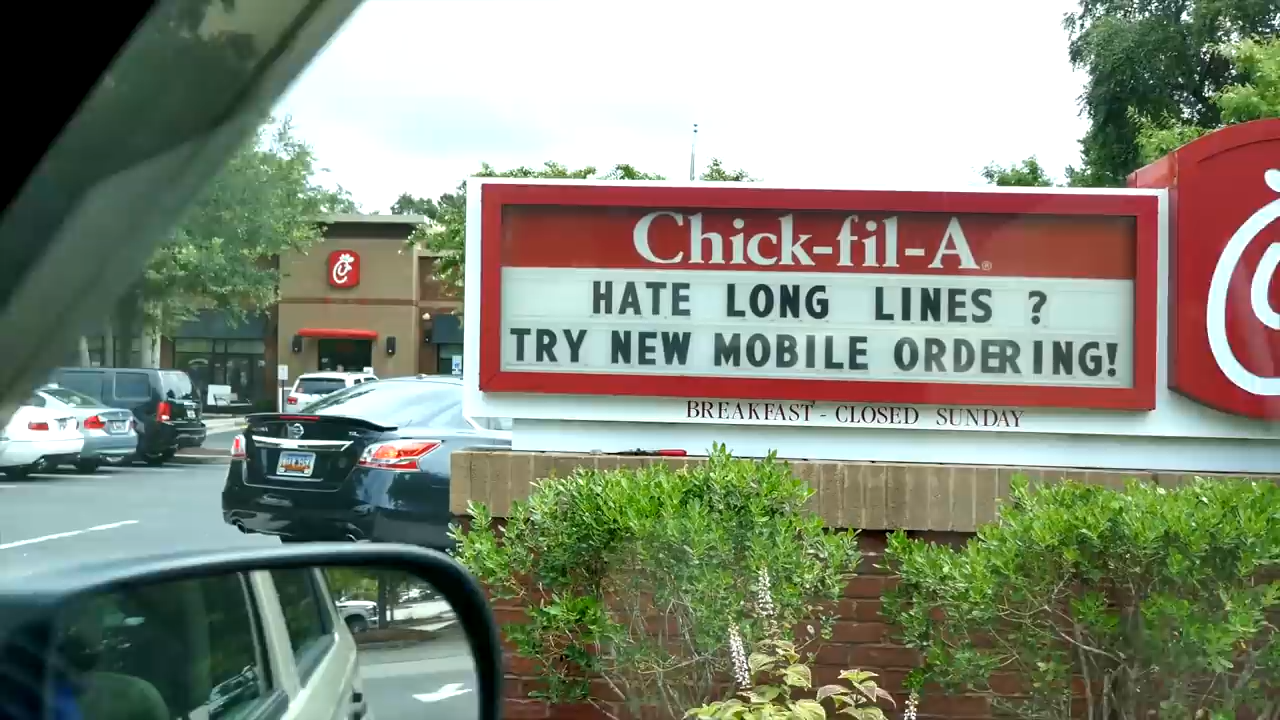 Chick-fil-A®
HATE LONG LINES ?
TRY NEW MOBILE ORDERING!
BREAKFAST - CLOSED SUNDAY